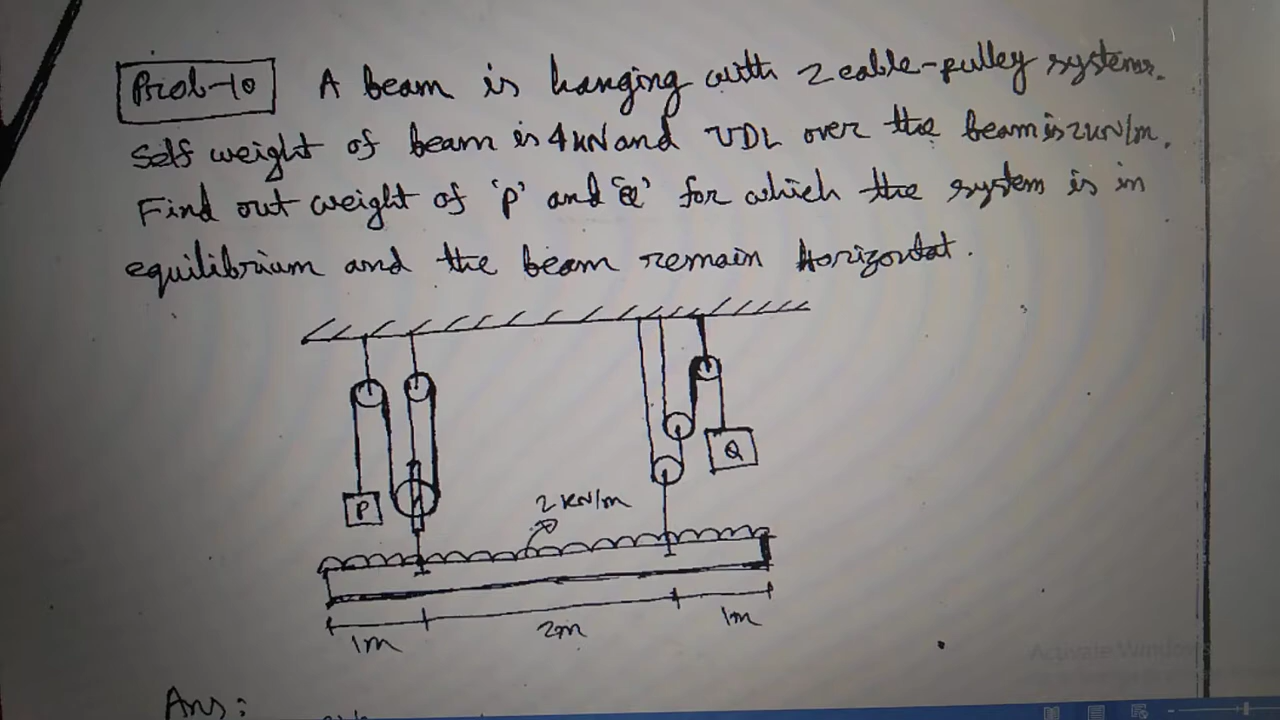 Prob-10 A beam is hanging with 2 cable-pulley systems.
Self weight of beam is 4kN and UDL over the beam is 2kN/m.
Find out weight of 'P' and 'Q' for which the system is in
equilibrium and the beam remain Horizontal.
Q
2 kN/m
P
1m
2m
1m
Activate Windows
Ans: